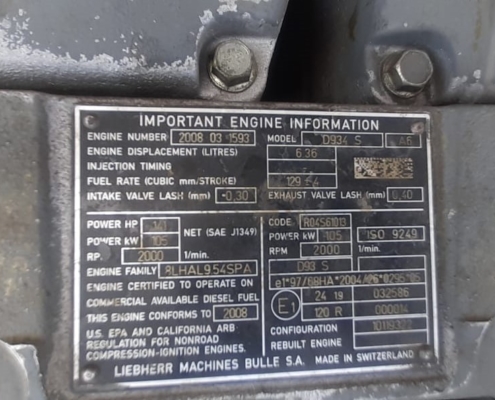 IMPORTANT ENGINE INFORMATION
ENGINE NUMBER 2008 03 1593 MODEL D934 S A6
ENGINE DISPLACEMENT (LITRES) 6.36
INJECTION TIMING
FUEL RATE (CUBIC mm/STROKE) 129
INTAKE VALVE LASH (mm) 0,30 EXHAUST VALVE LASH (mm) 0,40
POWER HP 141
POWER kW 105
NET (SAE J1349)
RP. 2000 1/min.
ENGINE FAMILY 8LHAL9.54SPA
ENGINE CERTIFIED TO OPERATE ON
COMMERCIAL AVAILABLE DIESEL FUEL
THIS ENGINE CONFORMS TO 2008
U.S. EPA AND CALIFORNIA ARB
REGULATION FOR NONROAD
COMPRESSION-IGNITION ENGINES.
CODE. R04S61013
POWER kW 105 ISO 9249
RPM 2000 1/min.
D93 S
E1
24 19 032586
120 R 000014
CONFIGURATION
REBUILT ENGINE
LIEBHERR MACHINES BULLE S.A. MADE IN SWITZERLAND